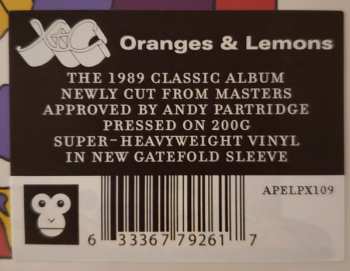 XTC Oranges & Lemons
THE 1989 CLASSIC ALBUM
NEWLY CUT FROM MASTERS
APPROVED BY ANDY PARTRIDGE
PRESSED ON 200G
SUPER-HEAVYWEIGHT VINYL
IN NEW GATEFOLD SLEEVE
APELPX109
6 33367 79261 7